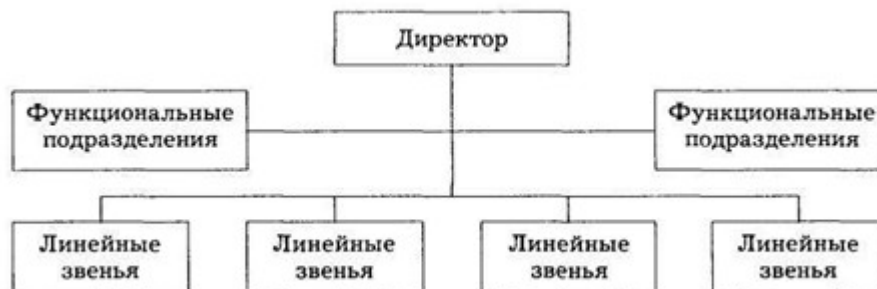 Директор
Функциональные
подразделения
Функциональные
подразделения
Линейные
звенья
Линейные
звенья
Линейные
звенья
Линейные
звенья